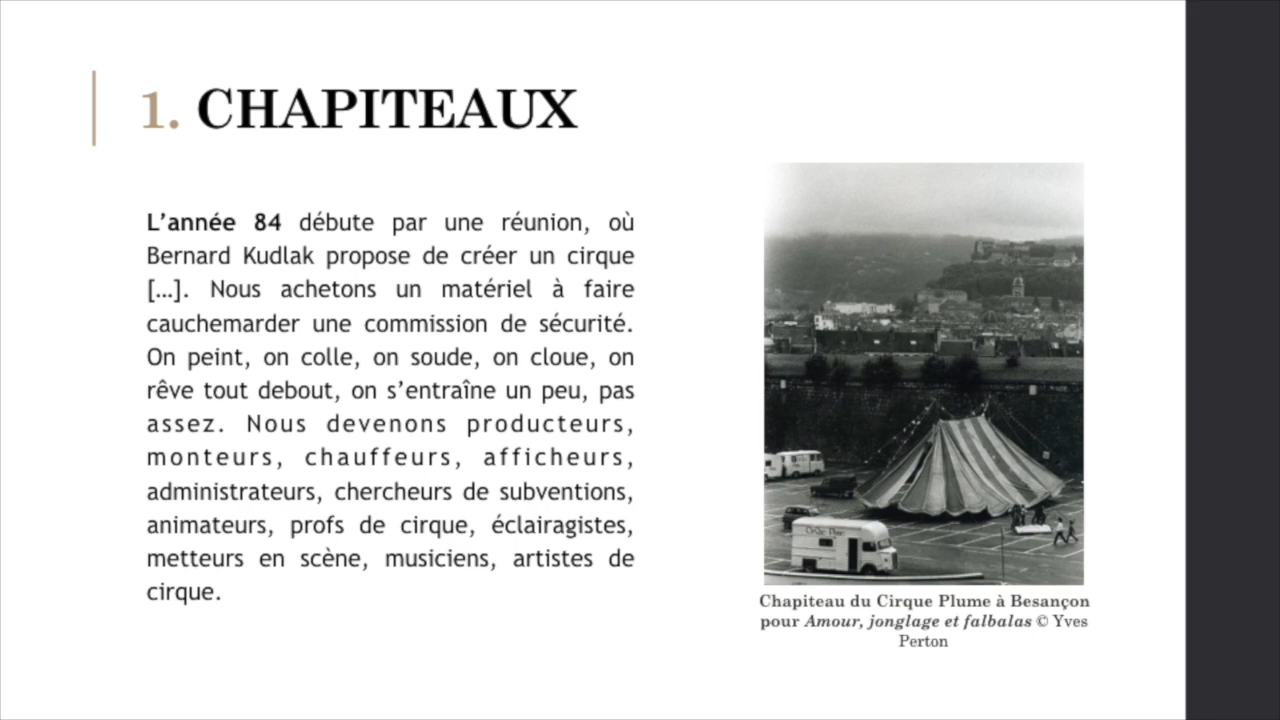 1. CHAPITEAUX
L’année 84 débute par une réunion, où
Bernard Kudlak propose de créer un cirque
[…]. Nous achetons un matériel à faire
cauchemarder une commission de sécurité.
On peint, on colle, on soude, on cloue, on
rêve tout debout, on s’entraîne un peu, pas
assez. Nous devenons producteurs,
monteurs, chauffeurs, afficheurs,
administrateurs, chercheurs de subventions,
animateurs, profs de cirque, éclairagistes,
metteurs en scène, musiciens, artistes de
cirque.
Cirque Plume
Chapiteau du Cirque Plume à Besançon
pour Amour, jonglage et falbalas © Yves
Perton